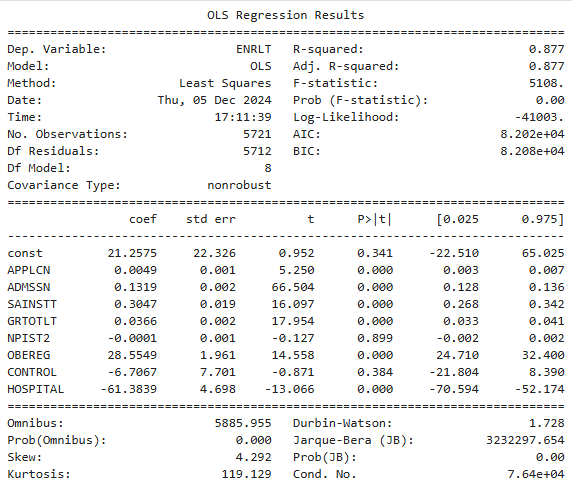 OLS Regression Results
==============================================================================
Dep. Variable:                  ENRLT   R-squared:                       0.877
Model:                            OLS   Adj. R-squared:                  0.877
Method:                 Least Squares   F-statistic:                     5108.
Date:                Thu, 05 Dec 2024   Prob (F-statistic):               0.00
Time:                        17:11:39   Log-Likelihood:                -41003.
No. Observations:                5721   AIC:                         8.202e+04
Df Residuals:                    5712   BIC:                         8.208e+04
Df Model:                           8
Covariance Type:            nonrobust
==============================================================================
                 coef    std err          t      P>|t|      [0.025      0.975]
------------------------------------------------------------------------------
const         21.2575     22.326      0.952      0.341     -22.510      65.025
APPLCN         0.0049      0.001      5.250      0.000       0.003       0.007
ADMSSN         0.1319      0.002     66.504      0.000       0.128       0.136
SAINSTT        0.3047      0.019     16.097      0.000       0.268       0.342
GRTOTLT        0.0366      0.002     17.954      0.000       0.033       0.041
NPIST2        -0.0001      0.001     -0.127      0.899      -0.002       0.002
OBEREG        28.5549      1.961     14.558      0.000      24.710      32.400
CONTROL       -6.7067      7.701     -0.871      0.384     -21.804       8.390
HOSPITAL     -61.3839      4.698    -13.066      0.000     -70.594     -52.174
==============================================================================
Omnibus:                     5885.955   Durbin-Watson:                   1.728
Prob(Omnibus):                  0.000   Jarque-Bera (JB):          3232297.654
Skew:                           4.292   Prob(JB):                         0.00
Kurtosis:                     119.129   Cond. No.                     7.64e+04